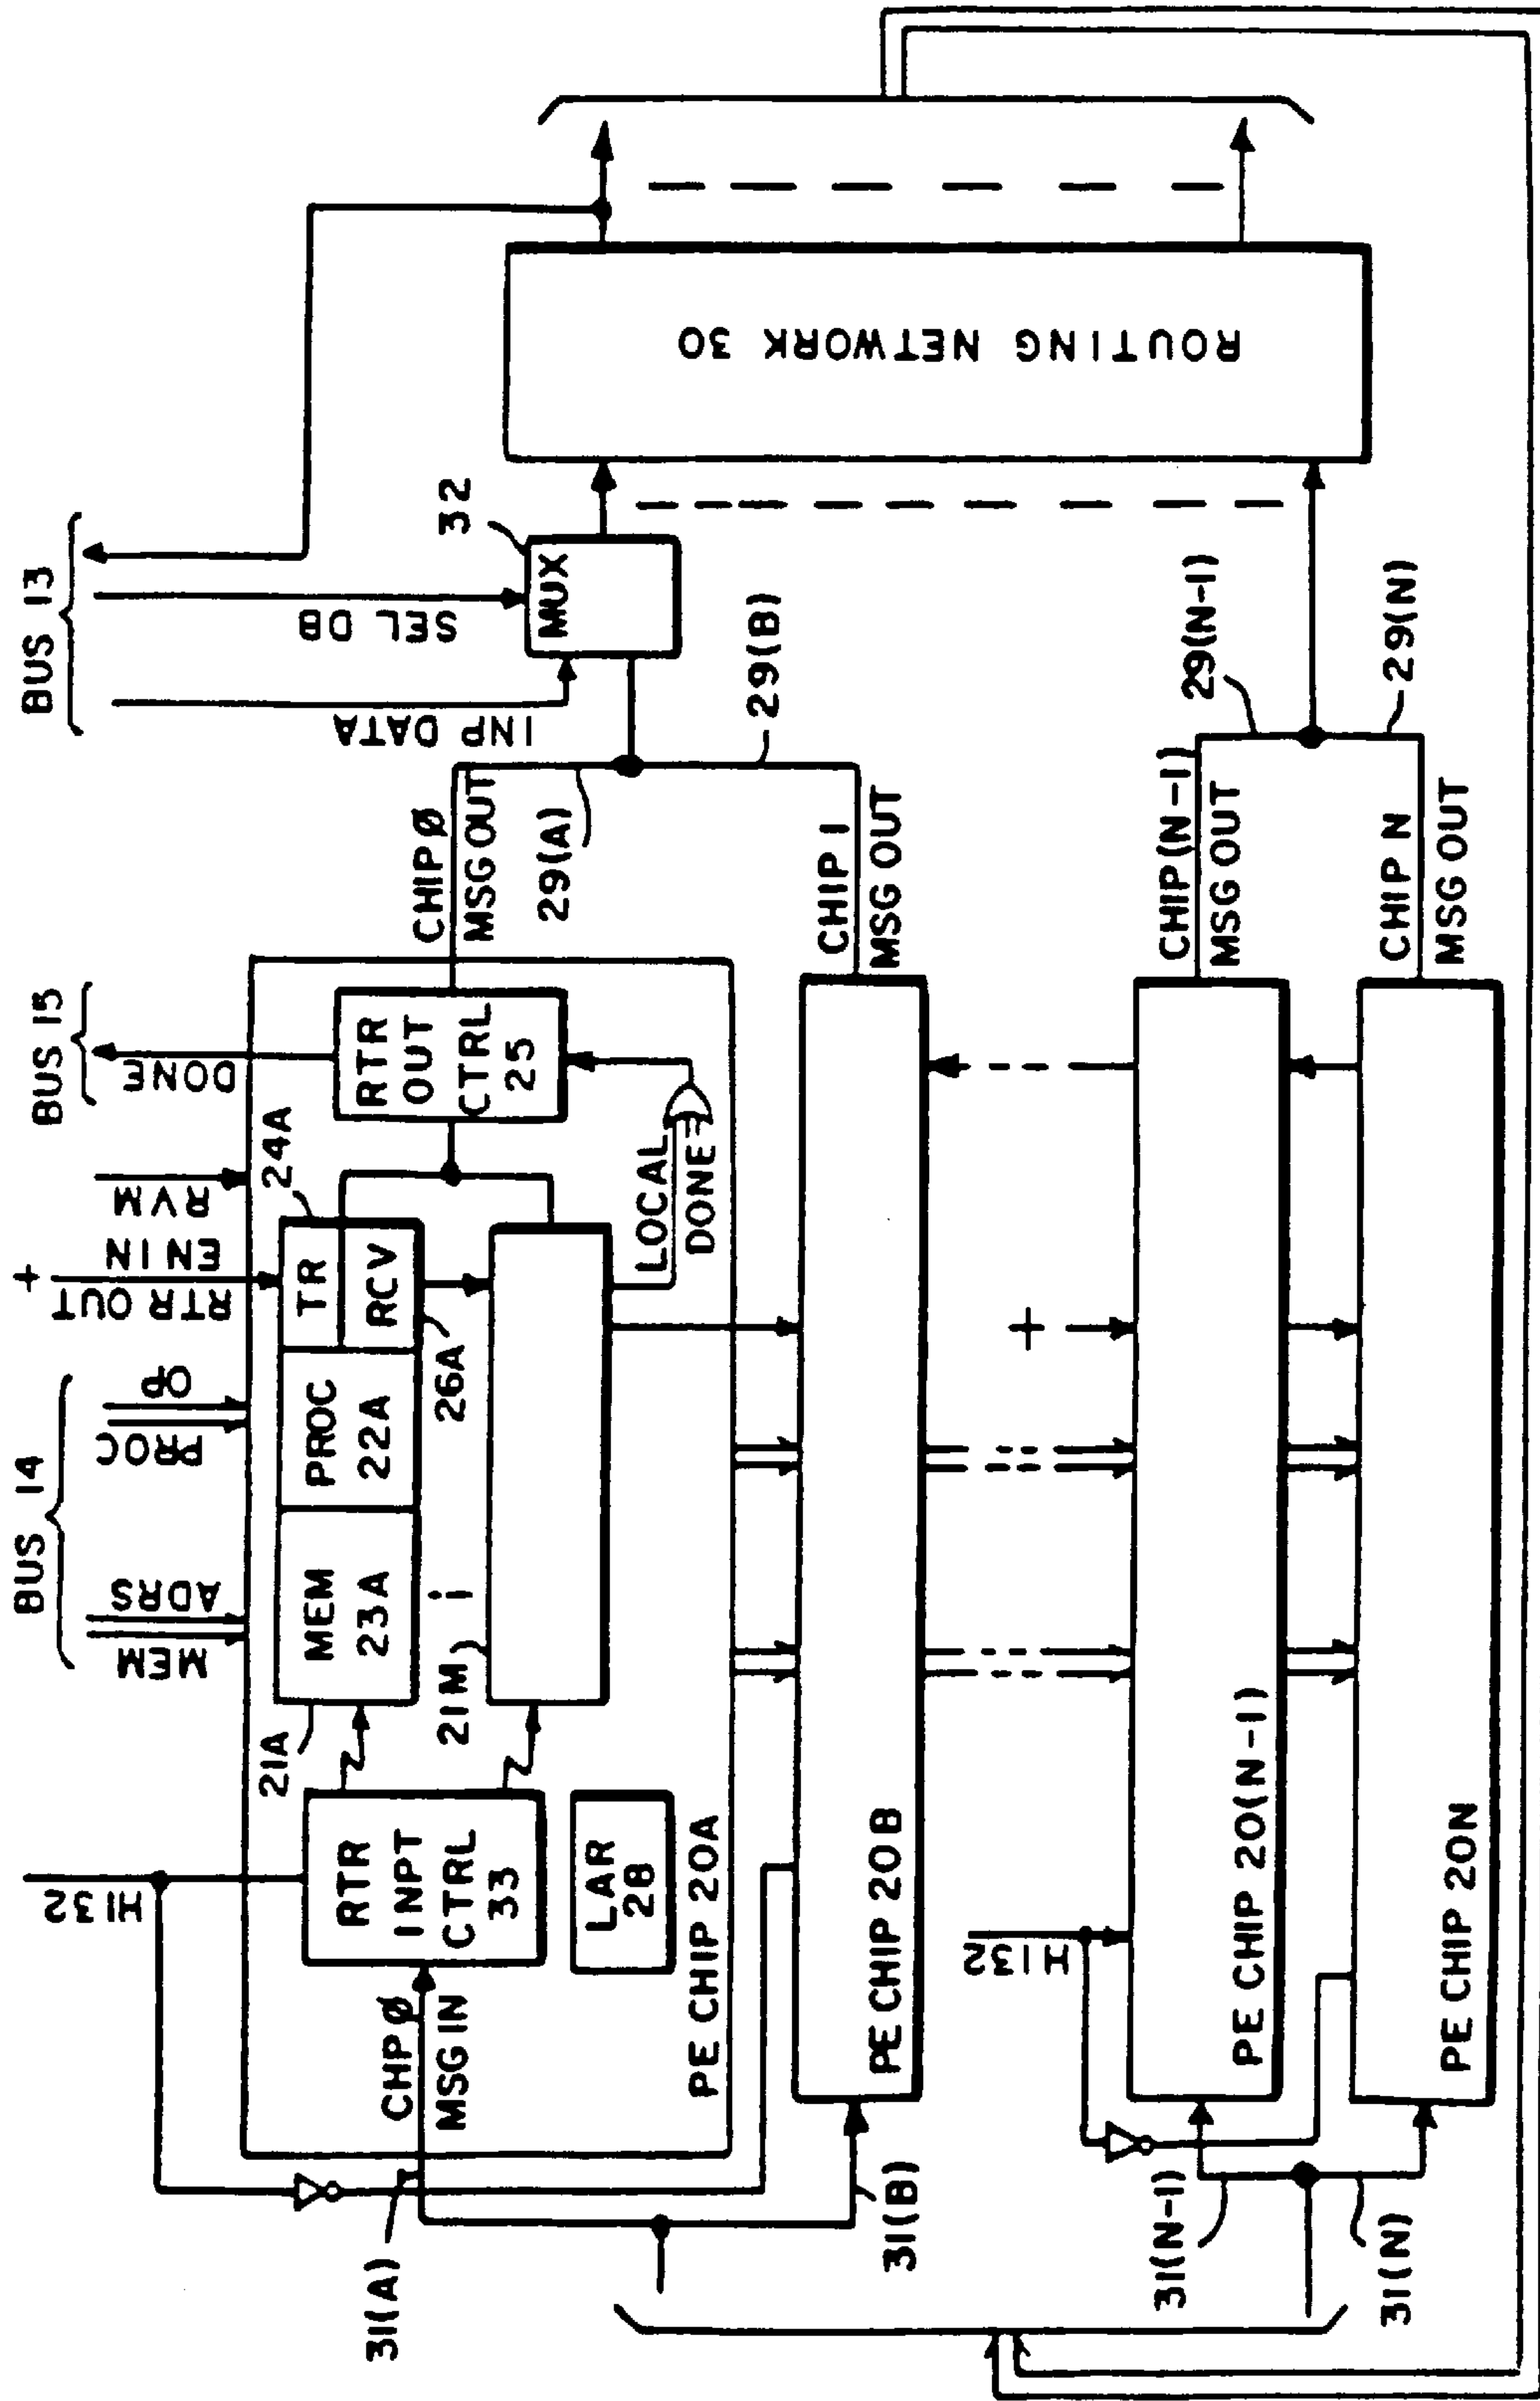 BUS 14
BUS 15
BUS 13
HI32
MEM
ADRS
PROC
OP
+
RTR OUT
EN IN
RVM
DONE
INP DATA
SEL DB
31(A)
CHPØ
MSG IN
RTR
INPT
CTRL
33
LAR
28
21A
MEM
23A
PROC
22A
TR
RCV
24A
26A
21M
LOCAL
DONE
RTR
OUT
CTRL
25
CHIPØ
MSG OUT
29(A)
MUX
32
PE CHIP 20A
31(B)
PE CHIP 20B
CHIP 1
MSG OUT
29(B)
ROUTING NETWORK 30
HI32
+
31(N-1)
PE CHIP 20(N-1)
CHIP(N-1)
MSG OUT
29(N-1)
31(N)
PE CHIP 20N
CHIP N
MSG OUT
29(N)